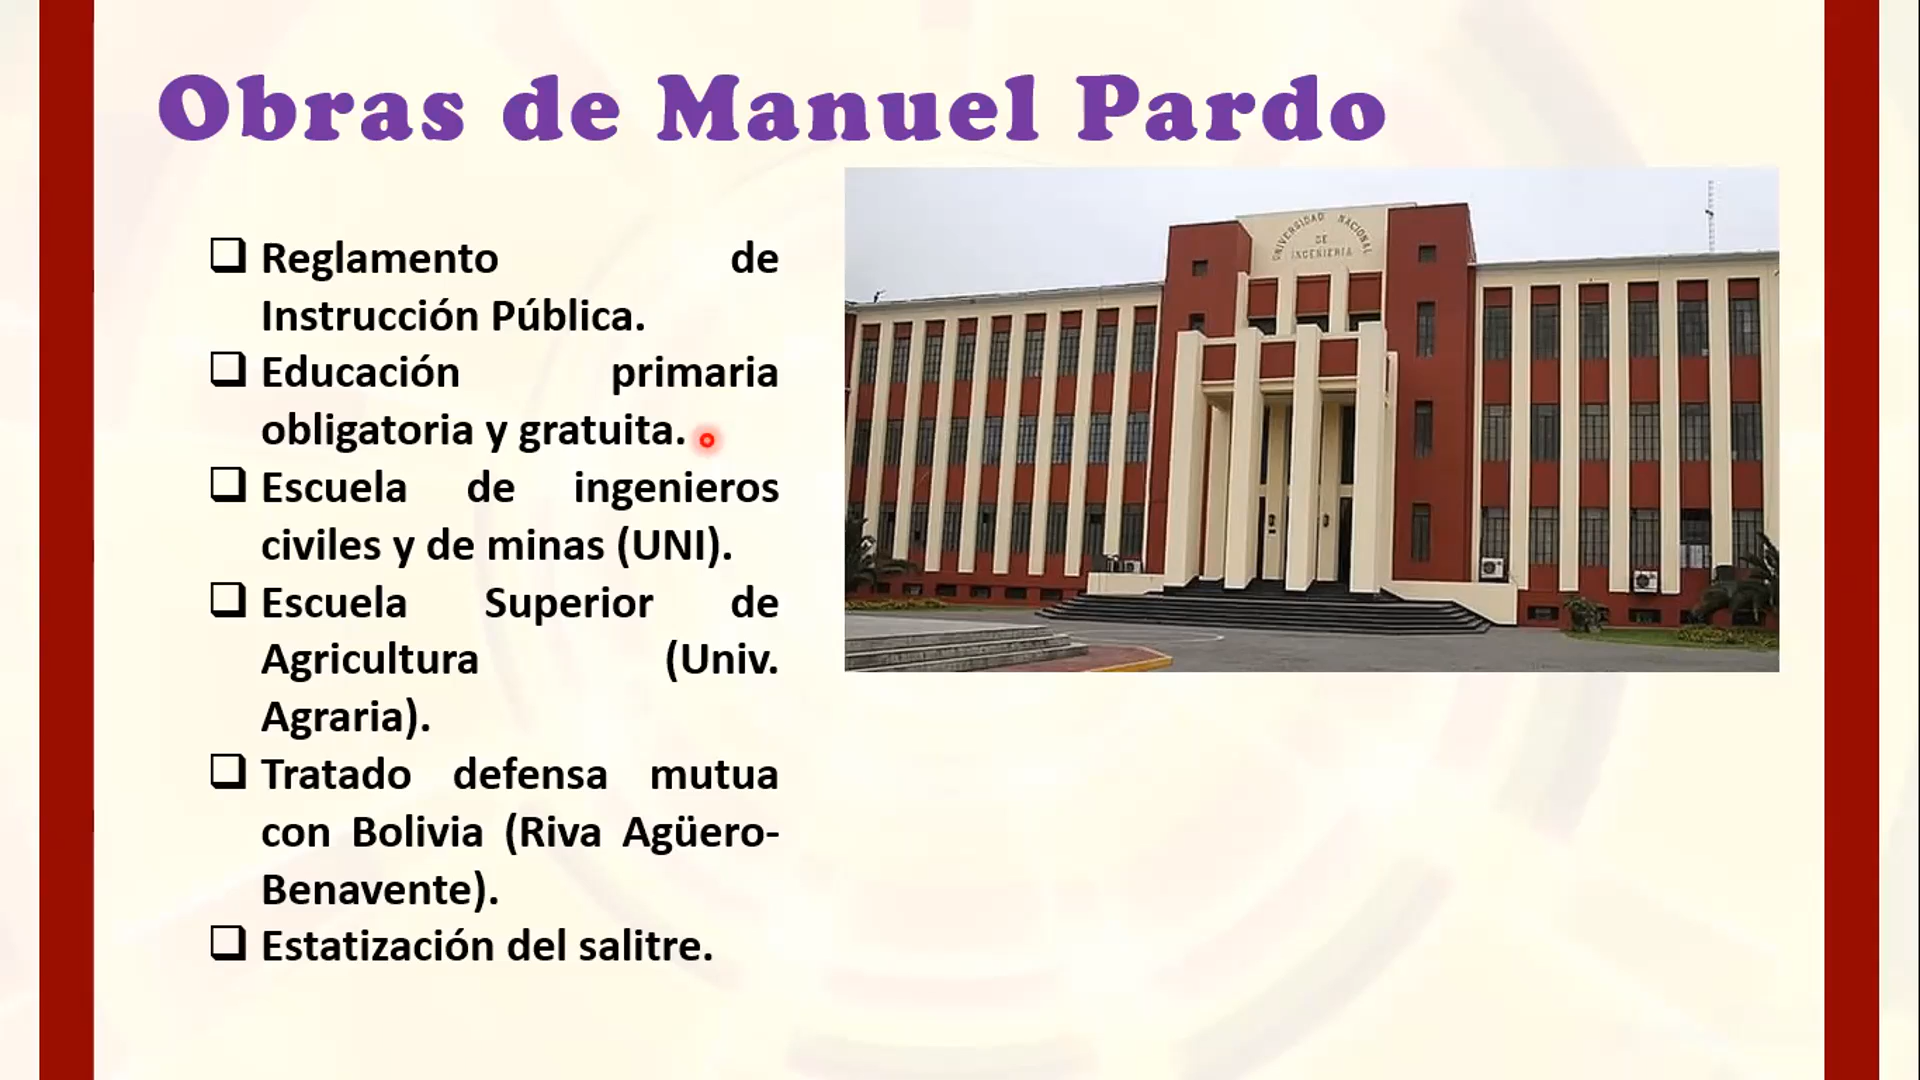 Obras de Manuel Pardo
Reglamento de
Instrucción Pública.
Educación primaria
obligatoria y gratuita.
Escuela de ingenieros
civiles y de minas (UNI).
Escuela Superior de
Agricultura (Univ.
Agraria).
Tratado defensa mutua
con Bolivia (Riva Agüero-
Benavente).
Estatización del salitre.
UNIVERSIDAD NACIONAL
DE
INGENIERIA